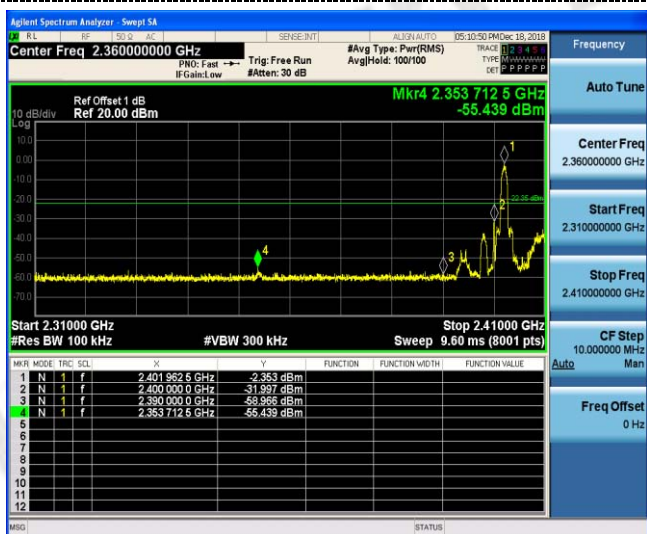 Agilent Spectrum Analyzer - Swept SA
RL RF 50 Ω AC SENSE:INT ALIGNAUTO 05:10:50 PMDec 18, 2018
Center Freq 2.360000000 GHz
PNO: Fast
IFGain:Low
Trig: Free Run
#Atten: 30 dB
#Avg Type: Pwr(RMS)
Avg|Hold: 100/100
TRACE 1 2 3 4 5 6
TYPE M
DET P P P P P P
Ref Offset 1 dB
Ref 20.00 dBm
10 dB/div
Log
Mkr4 2.353 712 5 GHz
-55.439 dBm
10.0
0.00
-10.0
-20.0
-30.0
-40.0
-50.0
-60.0
-70.0
1
2
3
4
Start 2.31000 GHz
#Res BW 100 kHz
#VBW 300 kHz
Stop 2.41000 GHz
Sweep 9.60 ms (8001 pts)
MKR MODE TRC SCL X Y FUNCTION FUNCTION WIDTH FUNCTION VALUE
1 N 1 f 2.401 962 5 GHz -2.353 dBm
2 N 1 f 2.400 000 0 GHz -31.997 dBm
3 N 1 f 2.390 000 0 GHz -58.966 dBm
4 N 1 f 2.353 712 5 GHz -55.439 dBm
5
6
7
8
9
10
11
12
MSG STATUS
Frequency
Auto Tune
Center Freq
2.360000000 GHz
Start Freq
2.310000000 GHz
Stop Freq
2.410000000 GHz
CF Step
10.000000 MHz
Auto Man
Freq Offset
0 Hz